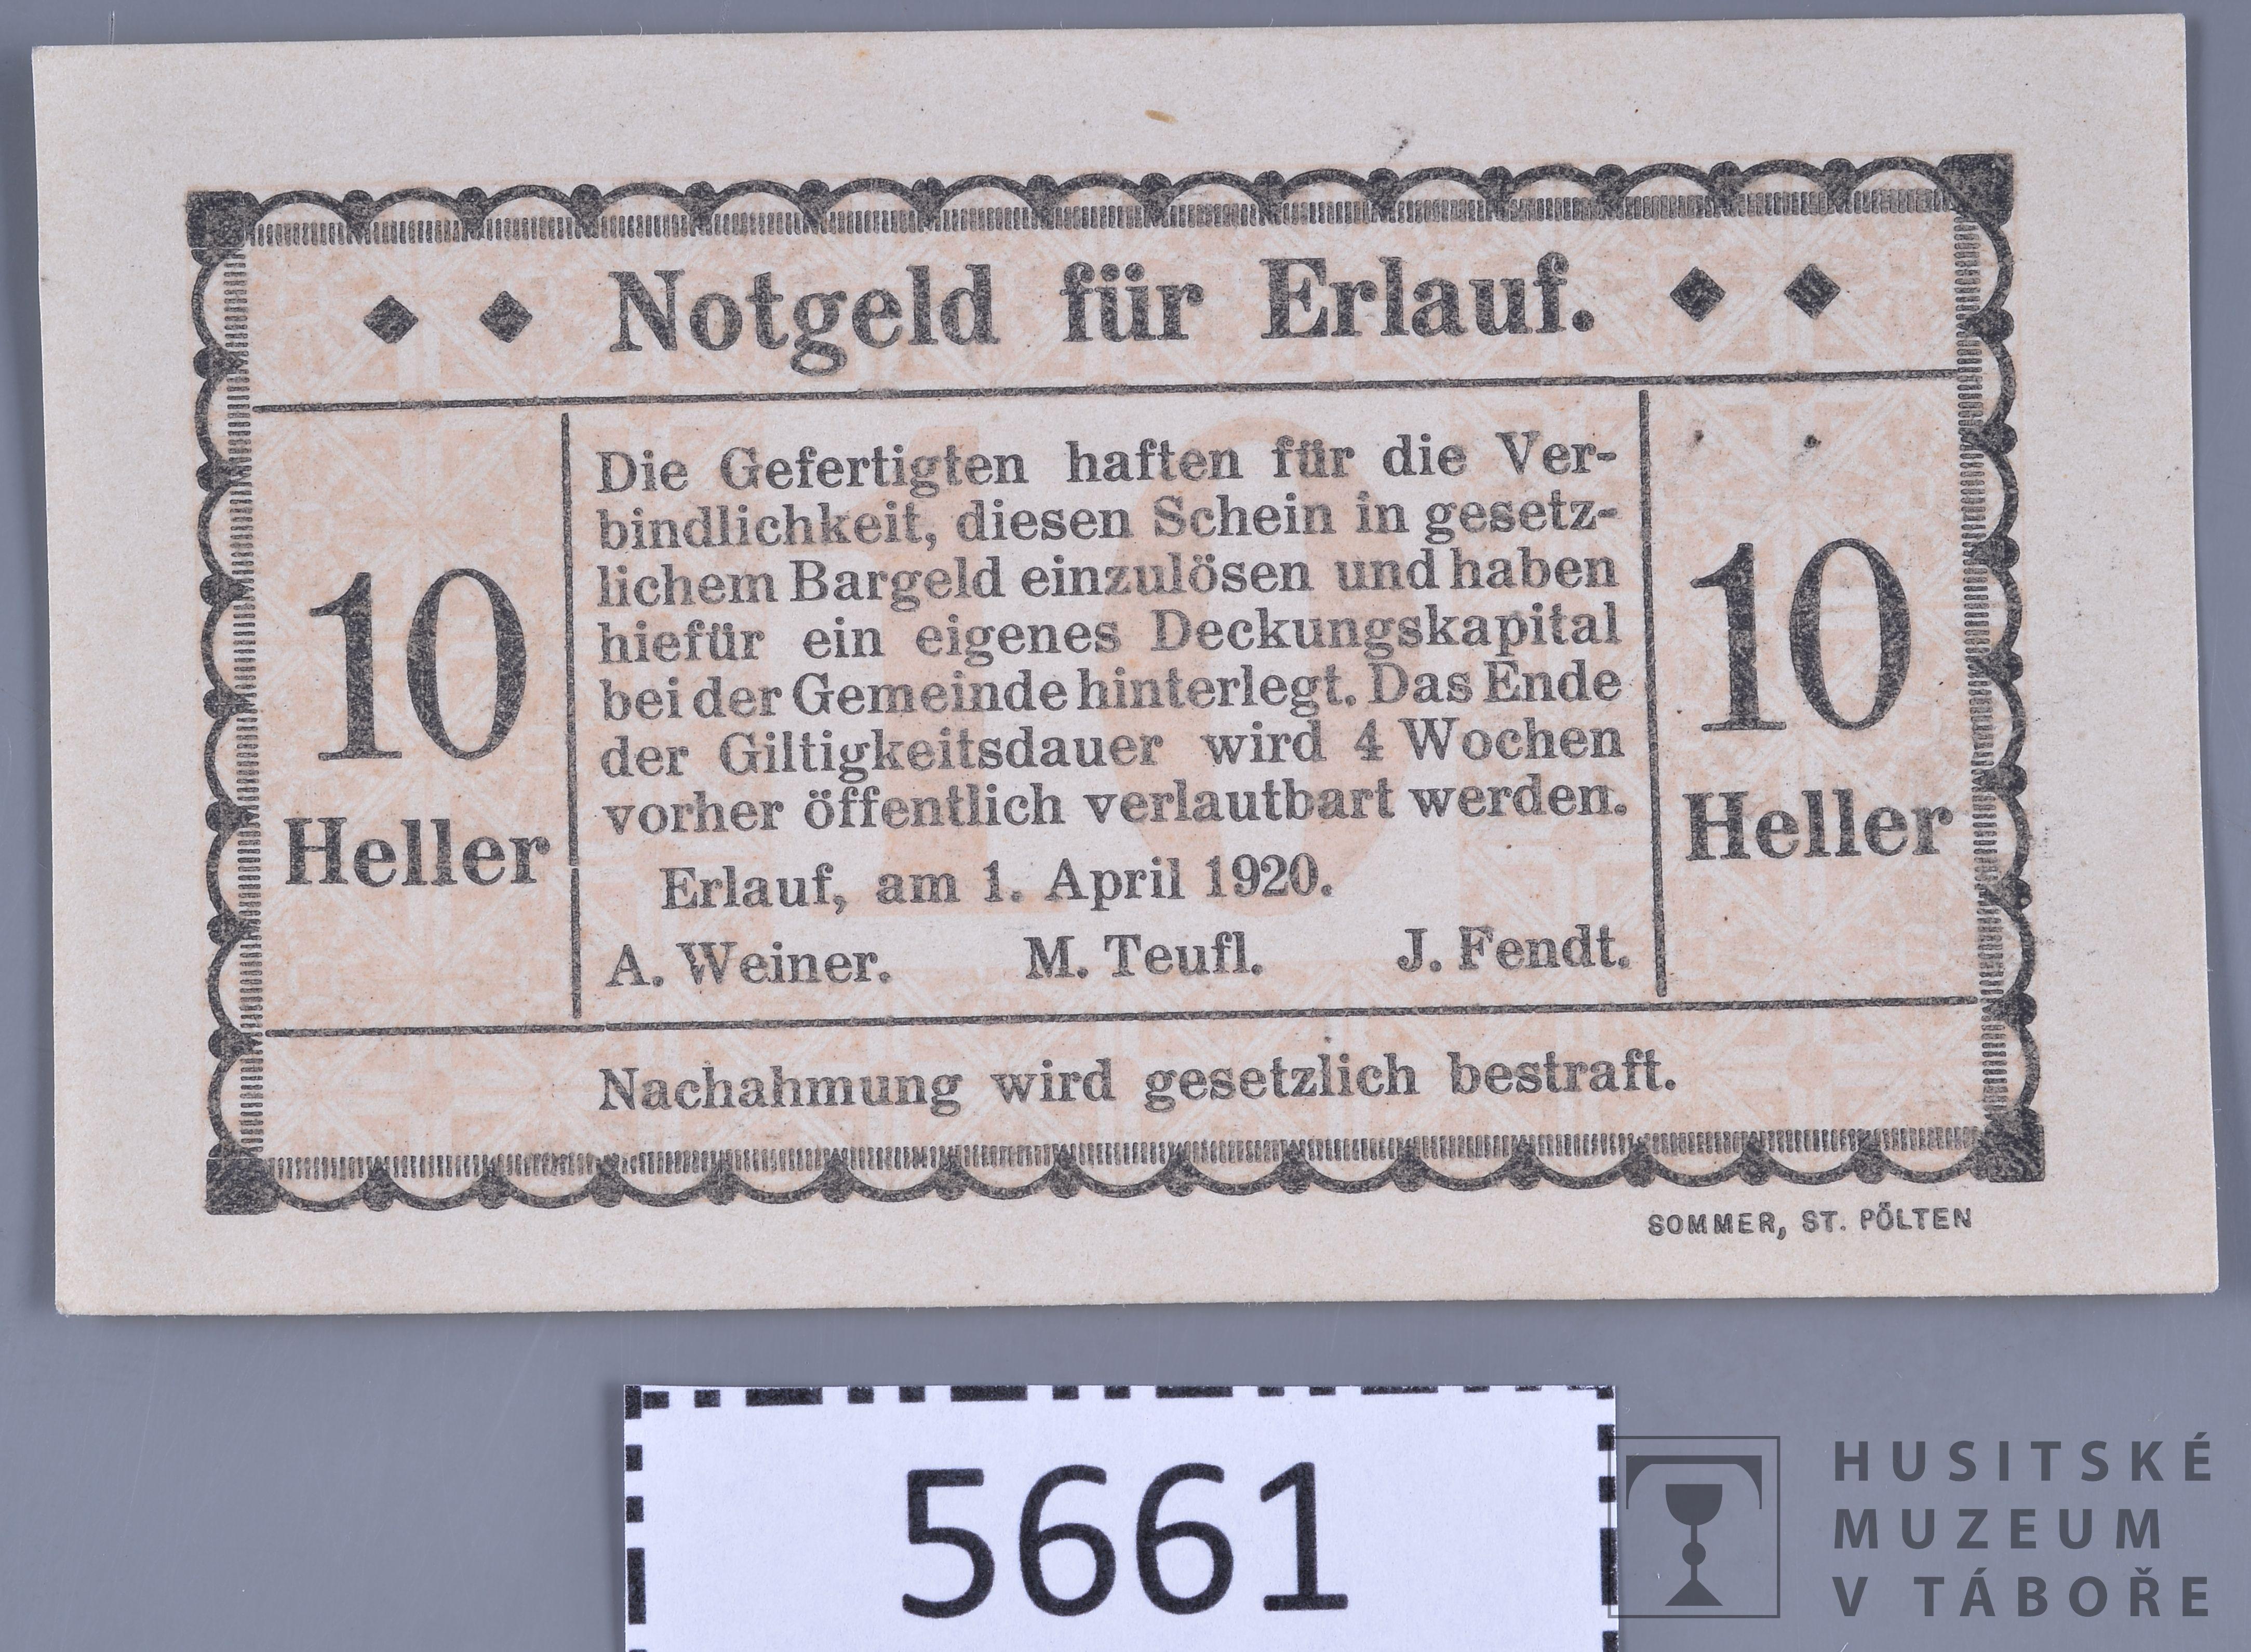 Notgeld für Erlauf.
10
Heller
Die Gefertigten haften für die Ver-
bindlichkeit, diesen Schein in gesetz-
lichem Bargeld einzulösen und haben
hiefür ein eigenes Deckungskapital
bei der Gemeinde hinterlegt. Das Ende
der Giltigkeitsdauer wird 4 Wochen
vorher öffentlich verlautbart werden.
Erlauf, am 1. April 1920.
A. Weiner. M. Teufl. J. Fendt.
10
Heller
Nachahmung wird gesetzlich bestraft.
SOMMER, ST. PÖLTEN
5661
HUSITSKÉ
MUZEUM
V TÁBOŘE